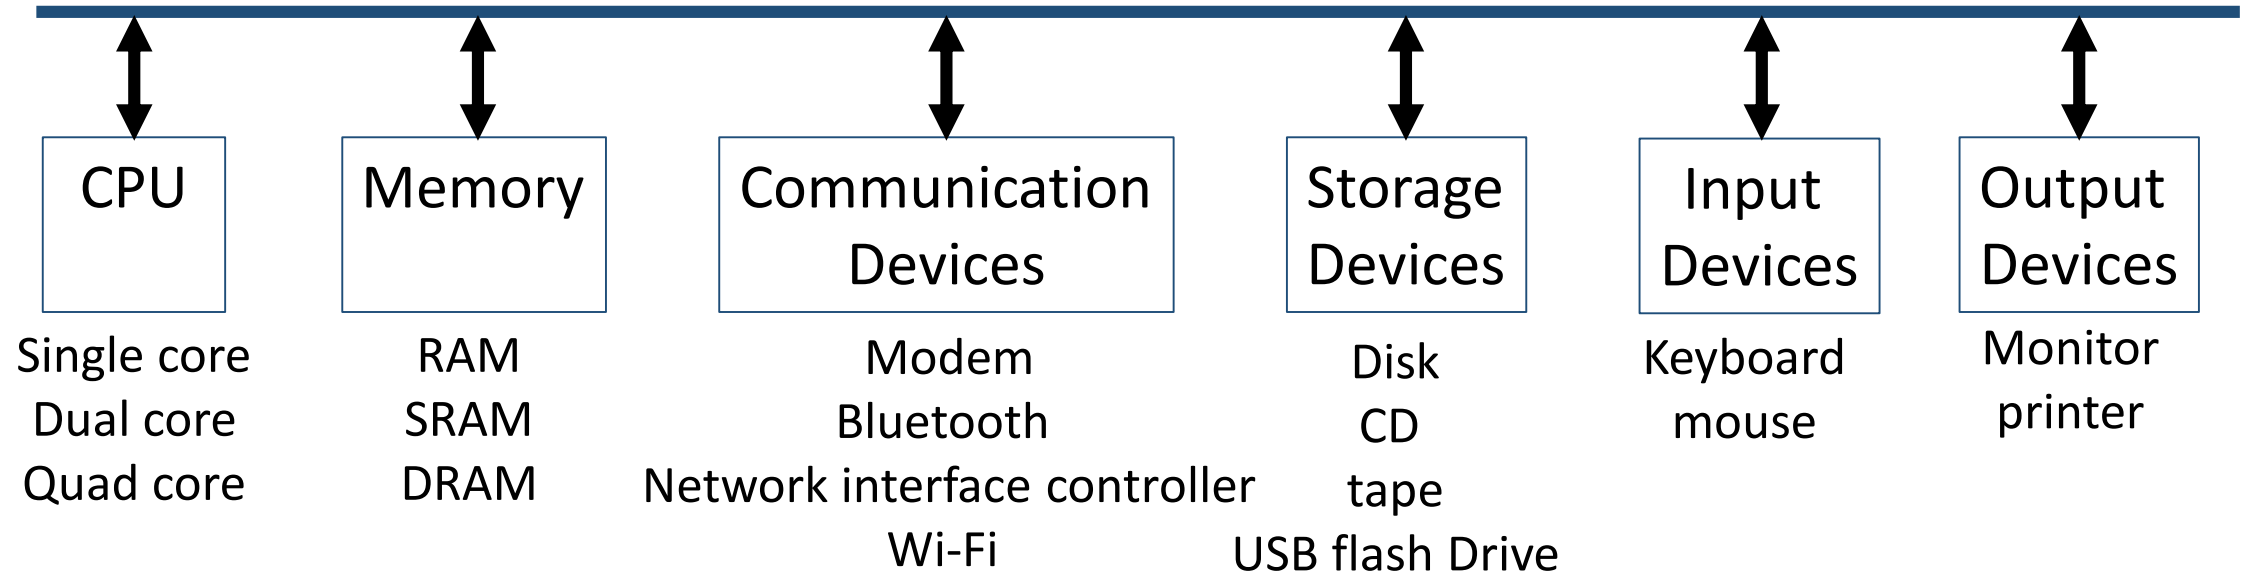 CPU
Single core
Dual core
Quad core
Memory
RAM
SRAM
DRAM
Communication
Devices
Modem
Bluetooth
Network interface controller
Wi-Fi
Storage
Devices
Disk
CD
tape
USB flash Drive
Input
Devices
Keyboard
mouse
Output
Devices
Monitor
printer